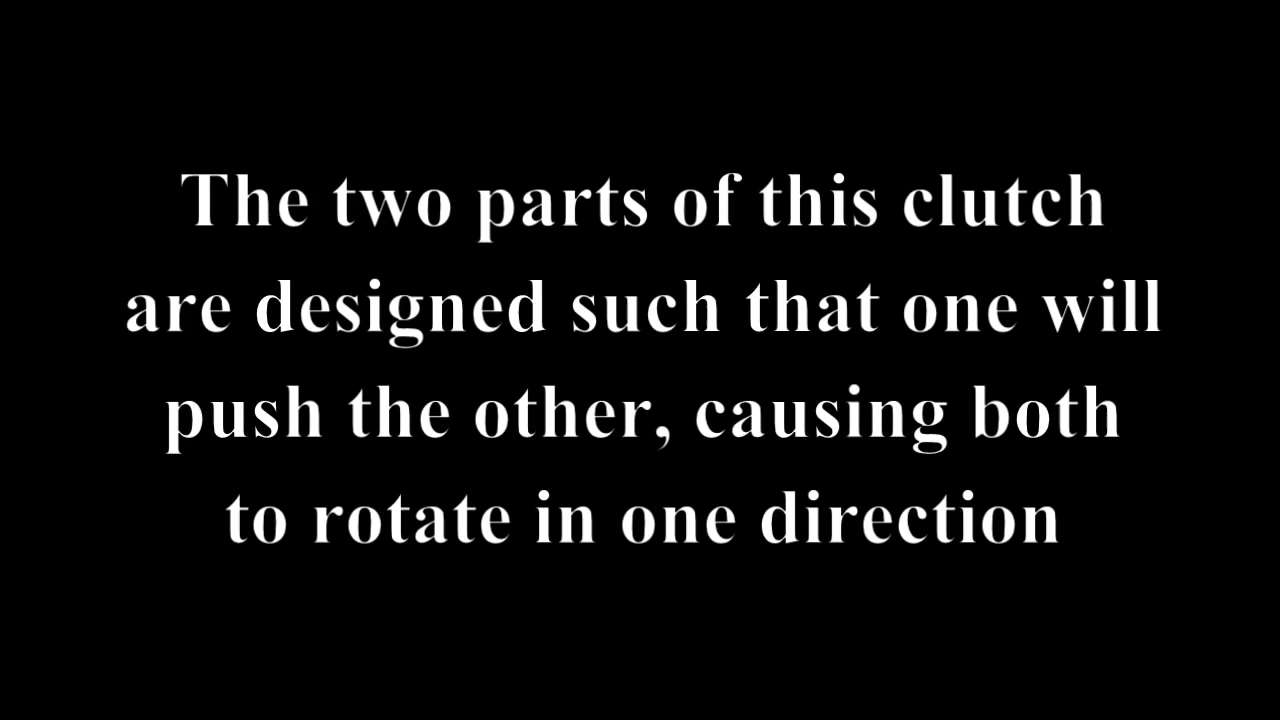 The two parts of this clutch
are designed such that one will
push the other, causing both
to rotate in one direction